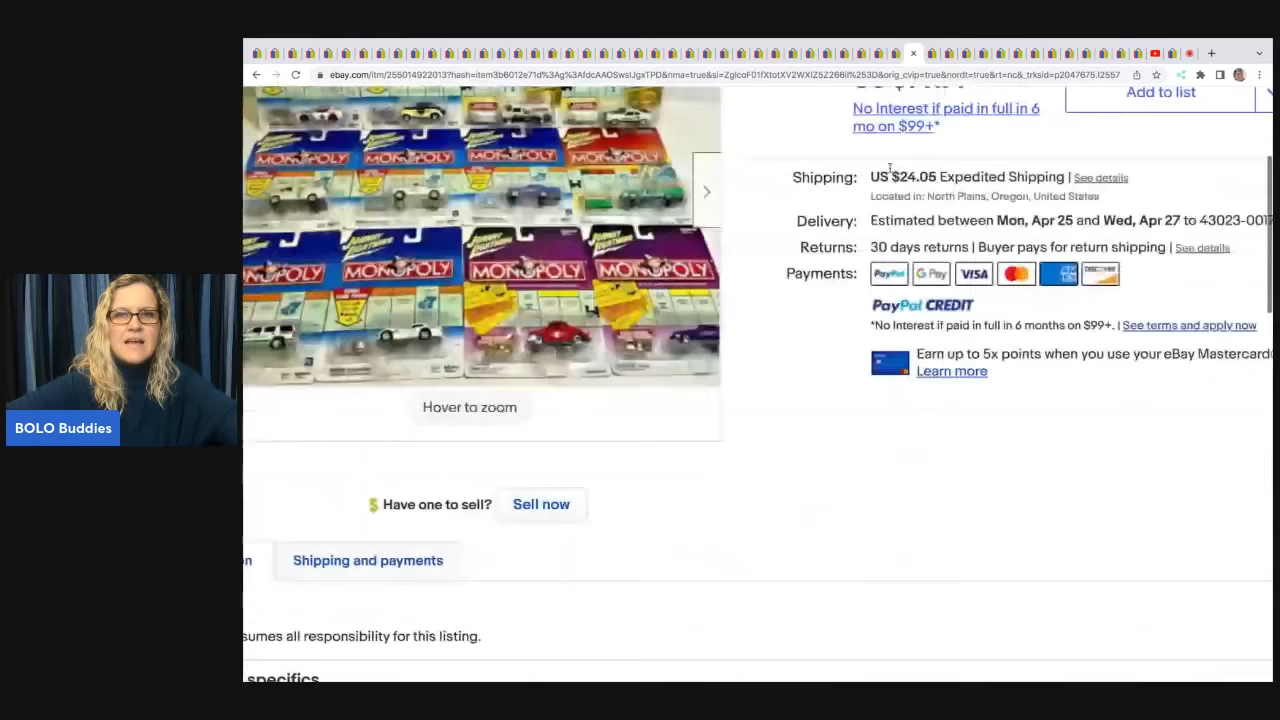 ebay.com/itm/255014922013?hash=item3b6012e71d%3Ag%3AfdcAAOSwsIJgxTPD&nma=true&si=ZglcoF01fXtotXV2WXlZ5Z266iI%253D&orig_cvip=true&nordt=true&rt=nc&_trksid=p2047675.l2557
Add to list
No Interest if paid in full in 6
mo on $99+*
Shipping: US $24.05 Expedited Shipping | See details
Located in: North Plains, Oregon, United States
Delivery: Estimated between Mon, Apr 25 and Wed, Apr 27 to 43023-0017
Returns: 30 days returns | Buyer pays for return shipping | See details
Payments: PayPal G Pay VISA MasterCard DISCOVER
PayPal CREDIT
*No Interest if paid in full in 6 months on $99+. | See terms and apply now
Earn up to 5x points when you use your eBay Mastercard
Learn more
MONOPOLY MONOPOLY MONOPOLY MONOPOLY
MONOPOLY MONOPOLY MONOPOLY MONOPOLY
Hover to zoom
BOLO Buddies
Have one to sell? Sell now
on
Shipping and payments
sumes all responsibility for this listing.
specifics